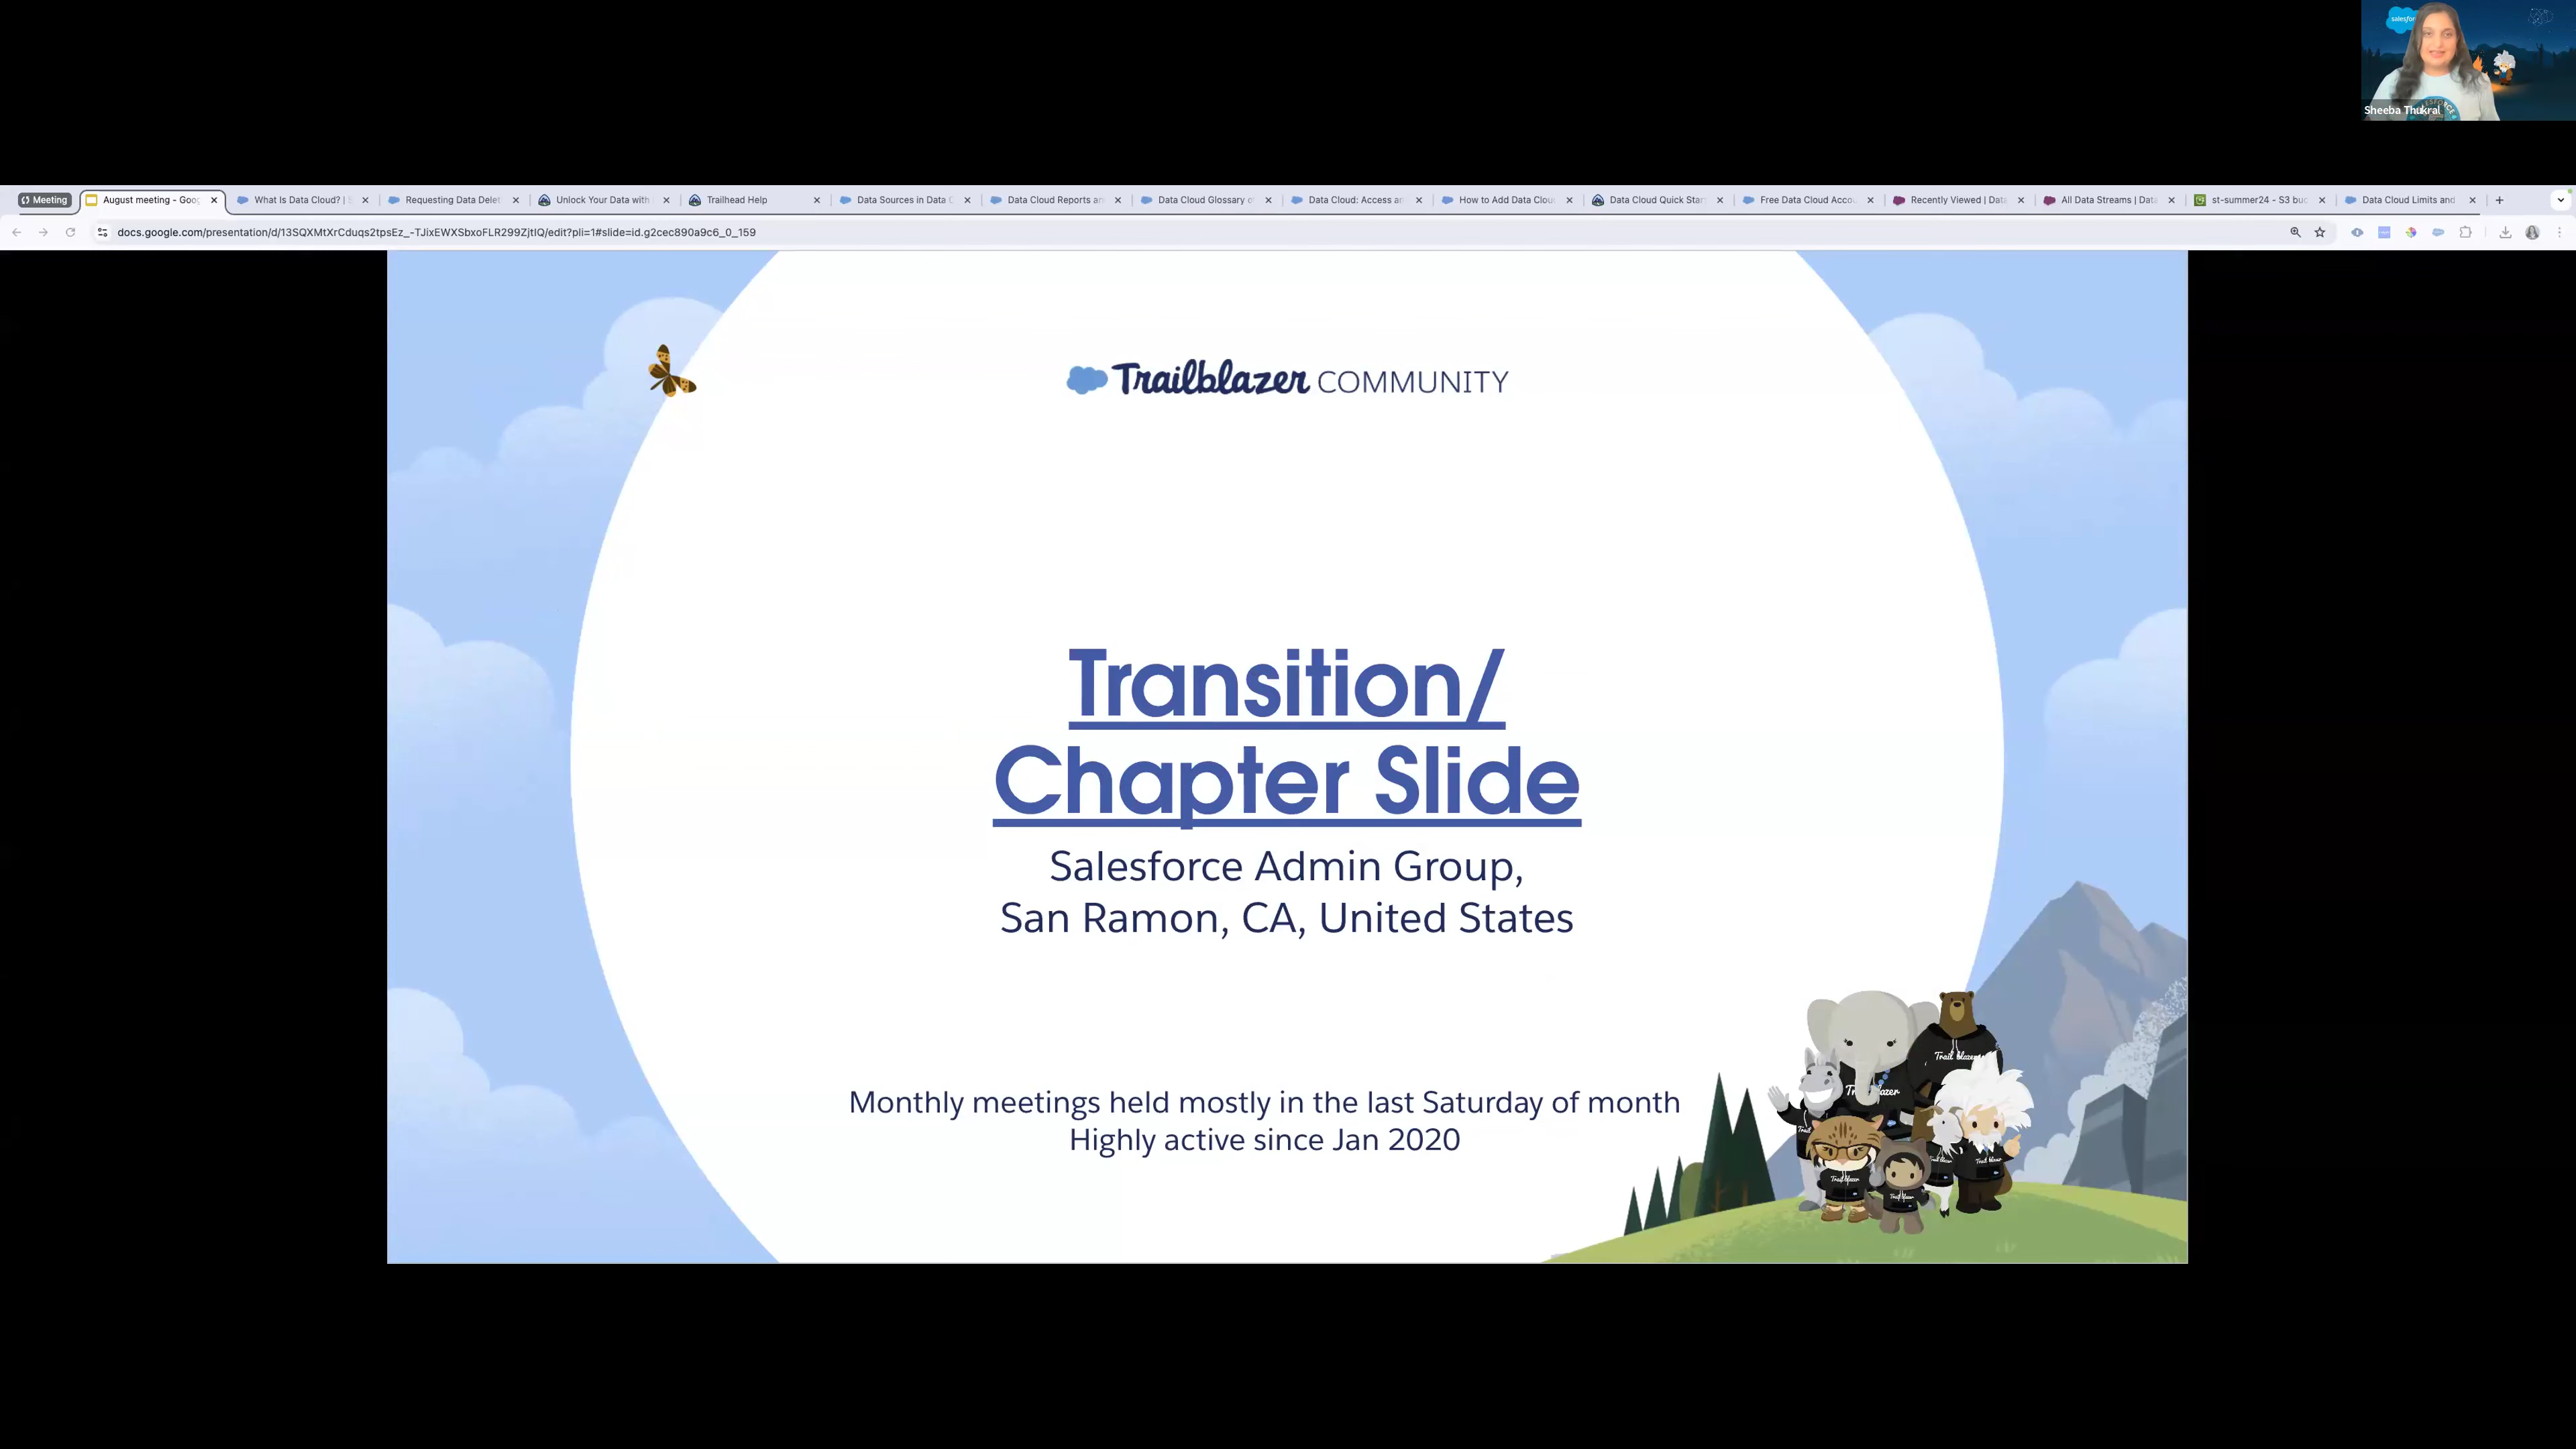 salesfor
Sheeba Thukral
Meeting
August meeting - Goog
What Is Data Cloud? |
Requesting Data Delet
Unlock Your Data with
Trailhead Help
Data Sources in Data C
Data Cloud Reports an
Data Cloud Glossary o
Data Cloud: Access an
How to Add Data Clou
Data Cloud Quick Star
Free Data Cloud Accou
Recently Viewed | Data
All Data Streams | Data
st-summer24 - S3 buc
Data Cloud Limits and
docs.google.com/presentation/d/13SQXMtXrCduqs2tpsEz_-TJixEWXSbxoFLR299ZjtIQ/edit?pli=1#slide=id.g2cec890a9c6_0_159
Trailblazer COMMUNITY
Transition/
Chapter Slide
Salesforce Admin Group,
San Ramon, CA, United States
Monthly meetings held mostly in the last Saturday of month
Highly active since Jan 2020